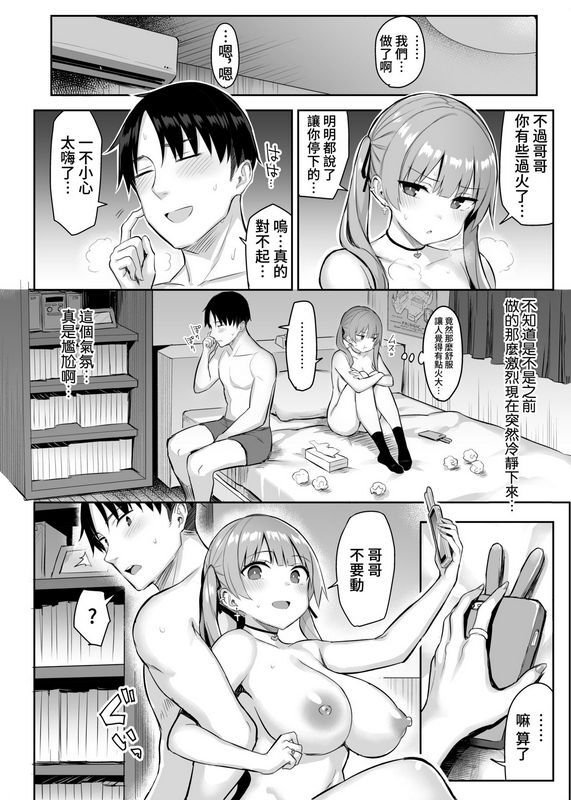 ……
我們…
做了啊
…嗯,嗯
不過哥哥
你有些過火了…
明明都說了
讓你停下的…
嗚…真的
對不起…
一不小心
太嗨了…
はは…
不知道是不是之前
做的那麼激烈現在突然冷靜下來…
竟然那麼舒服
讓人覺得有點火大…
………
這個氣氛…
真是尷尬啊…
……
嘛算了
哥哥
不要動
?